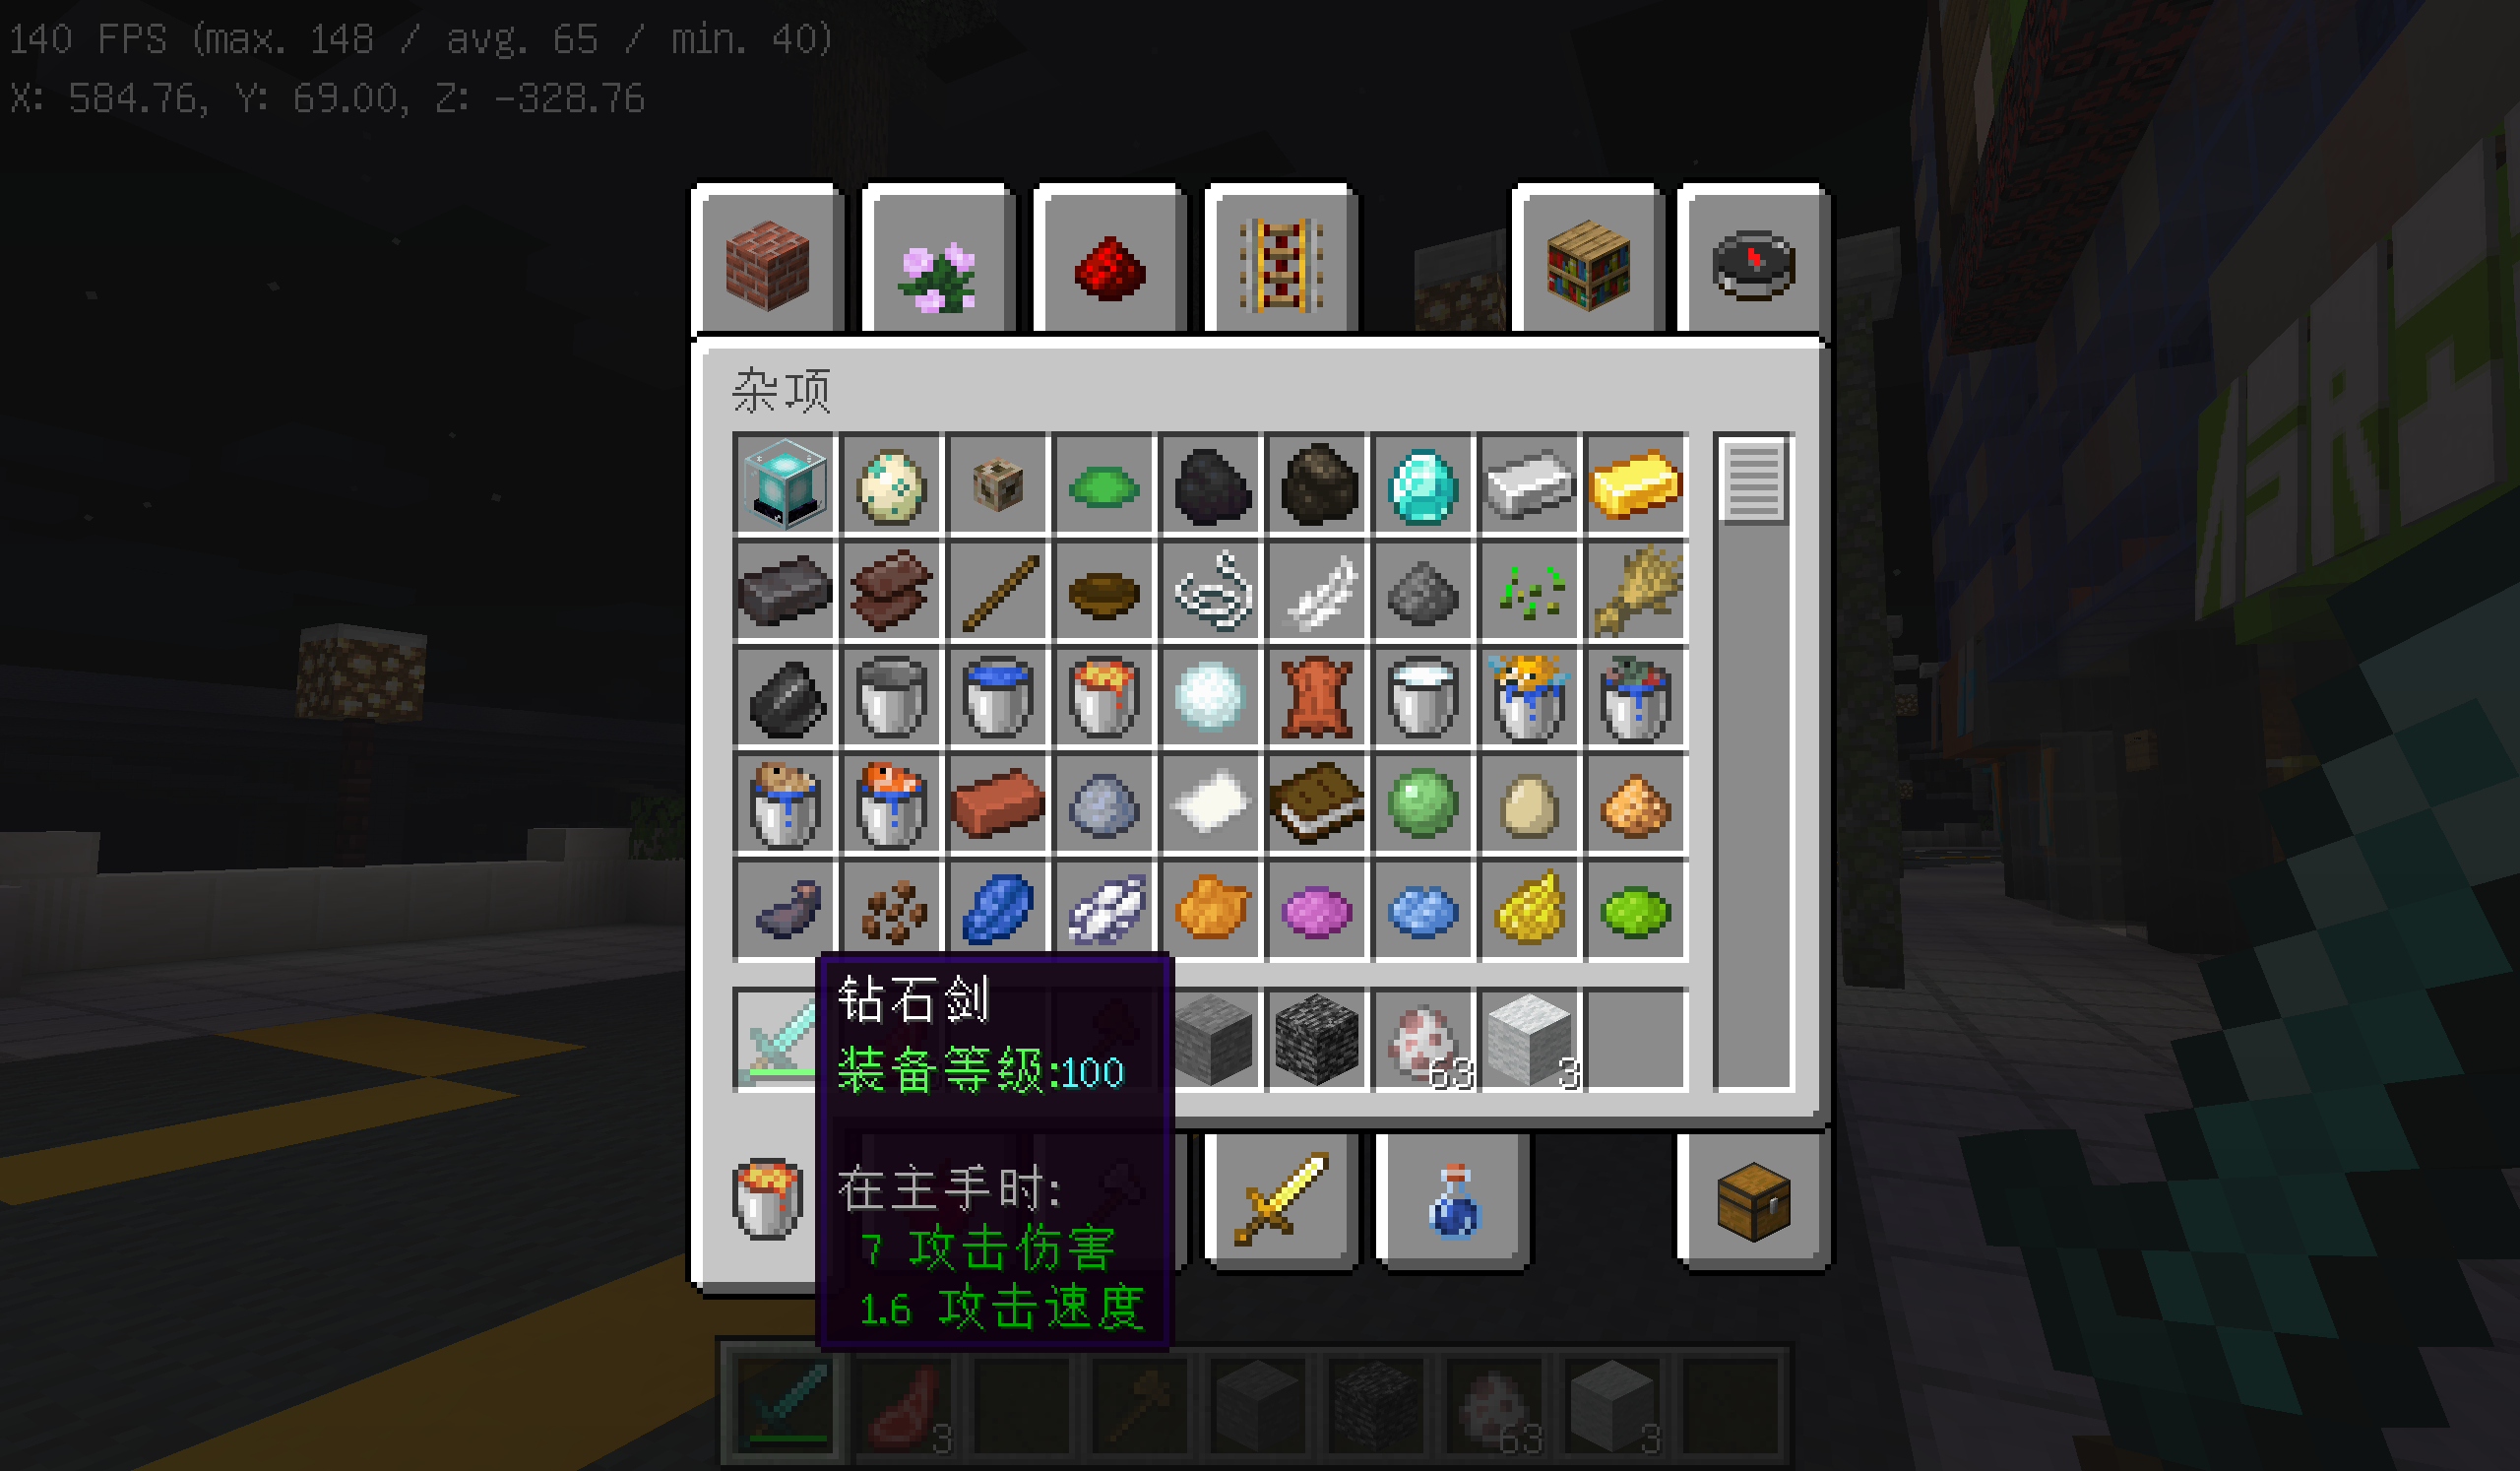 140 FPS (max. 148 / avg. 65 / min. 40)
X: 584.76, Y: 69.00, Z: -328.76
杂项
钻石剑
装备等级:100
63
3
在主手时:
7 攻击伤害
1.6 攻击速度
3
63
3